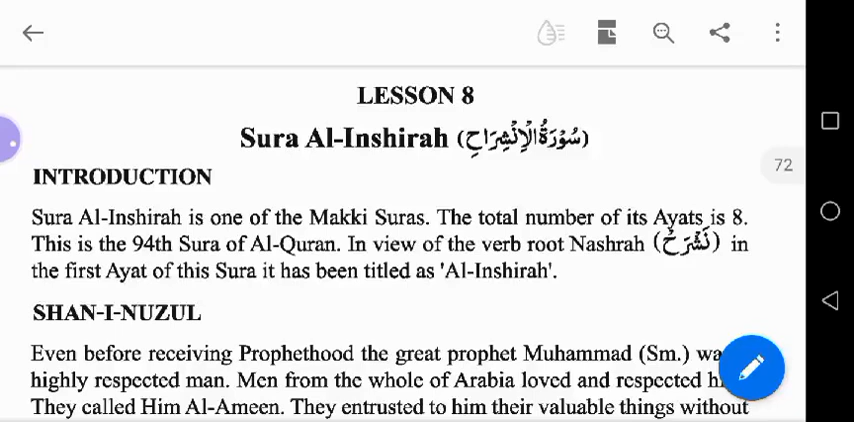 LESSON 8
Sura Al-Inshirah (سُوْرَةُ الْاِنْشِرَاحِ)
72
INTRODUCTION
Sura Al-Inshirah is one of the Makki Suras. The total number of its Ayats is 8.
This is the 94th Sura of Al-Quran. In view of the verb root Nashrah (نَشْرَحُ) in
the first Ayat of this Sura it has been titled as 'Al-Inshirah'.
SHAN-I-NUZUL
Even before receiving Prophethood the great prophet Muhammad (Sm.)
highly respected man. Men from the whole of Arabia loved and respected
They called Him Al-Ameen. They entrusted to him their valuable things without